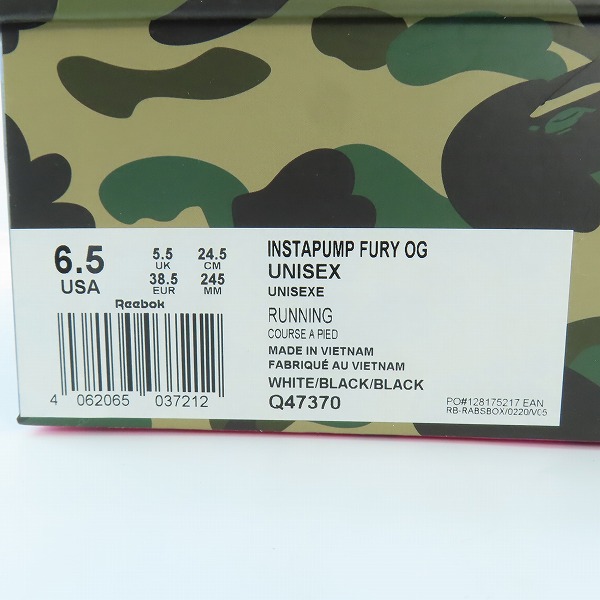 6.5
USA
5.5
UK
38.5
EUR
24.5
CM
245
MM
Reebok
4 062065 037212
INSTAPUMP FURY OG
UNISEX
UNISEXE
RUNNING
COURSE A PIED
MADE IN VIETNAM
FABRIQUÉ AU VIETNAM
WHITE/BLACK/BLACK
Q47370
PO#128175217 EAN
RB-RABSBOX/0220/V05